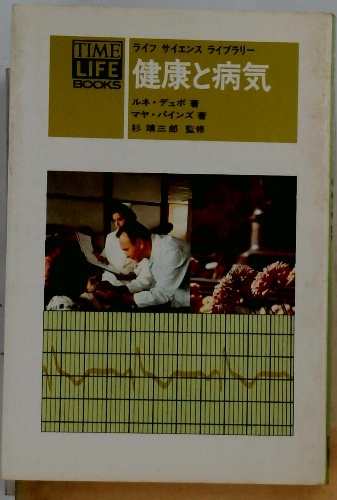 TIME
LIFE
BOOKS
ライフ サイエンス ライブラリー
健康と病気
ルネ・デュボ 著
マヤ・パインズ 著
杉 靖三郎 監修